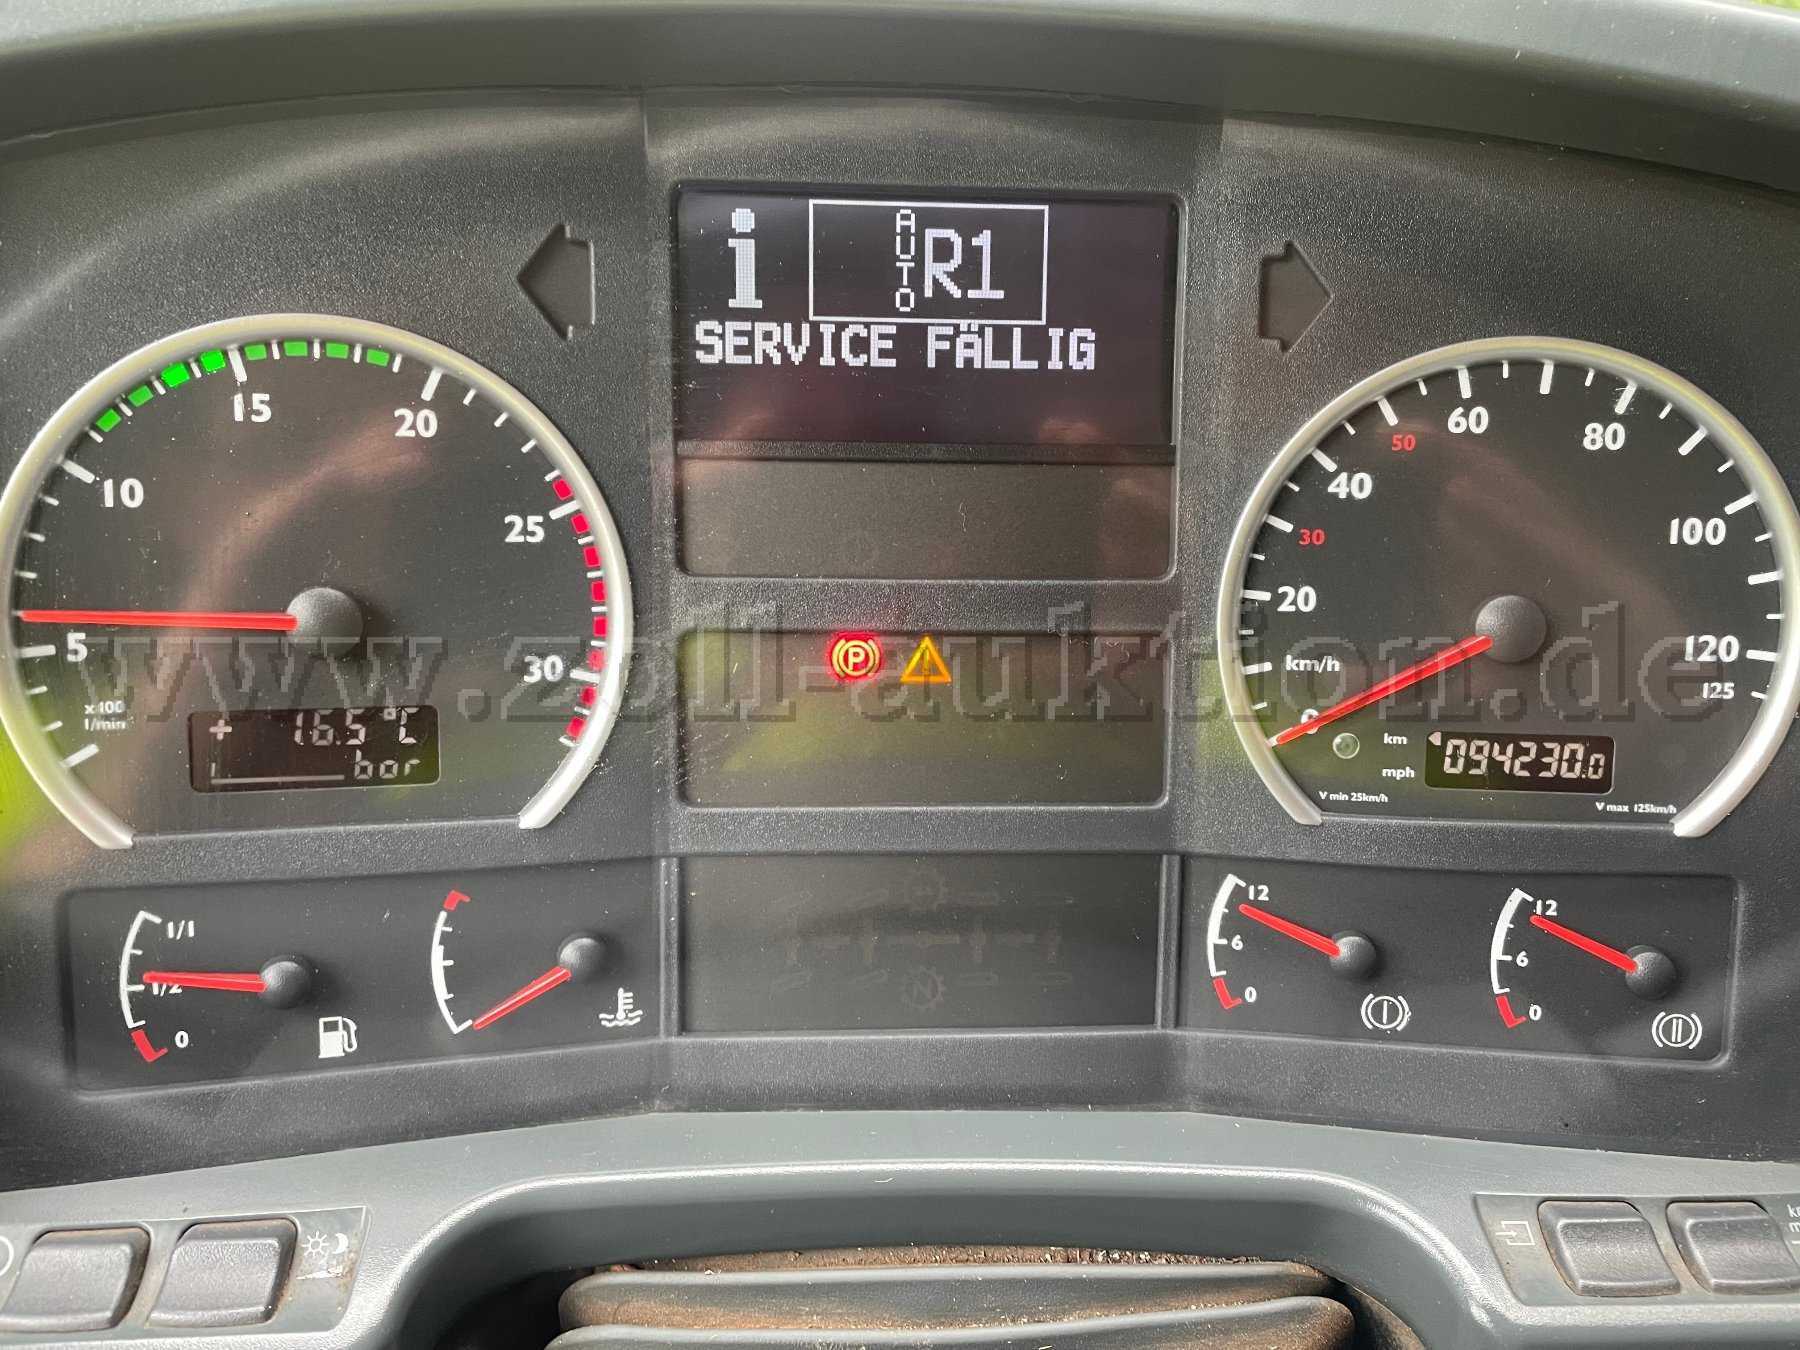 AUTO R1
SERVICE FÄLLIG
5
10
15
20
25
30
x100
1/min
+ 16.5°C
bar
0
20
30
40
50
60
80
100
120
125
km/h
km
mph
094230.0
V min 25km/h
V max 125km/h
P
www.zoll-auktion.de
1/1
1/2
0
12
6
0
I
12
6
0
II
N